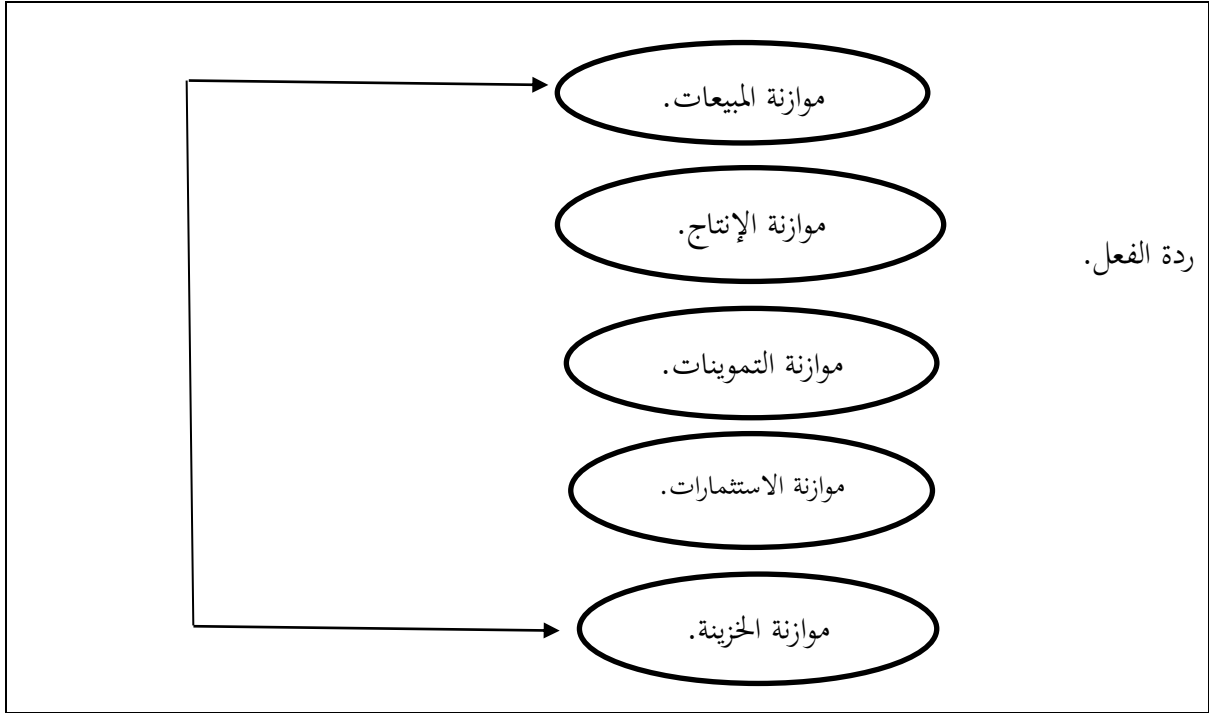 موازنة المبيعات.
موازنة الإنتاج.
ردة الفعل.
موازنة التموينات.
موازنة الاستثمارات.
موازنة الخزينة.